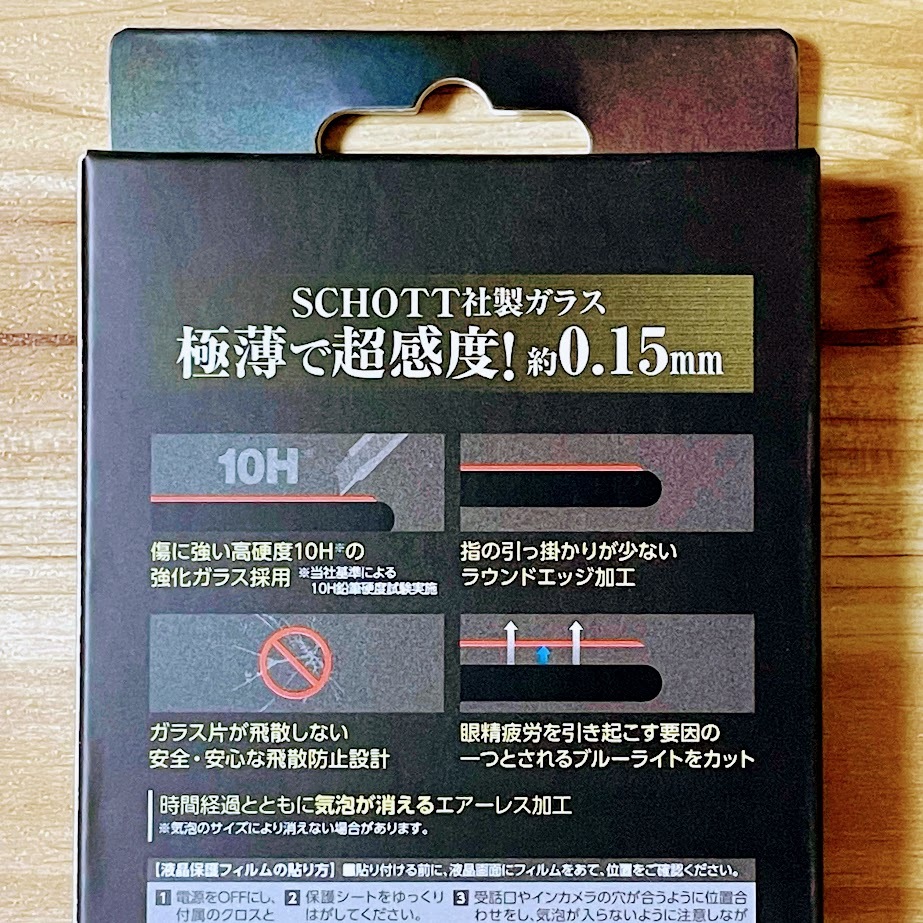 SCHOTT社製ガラス
極薄で超感度!約0.15mm
10H
傷に強い高硬度10H※の
強化ガラス採用 ※当社基準による
10H鉛筆硬度試験実施
指の引っ掛かりが少ない
ラウンドエッジ加工
ガラス片が飛散しない
安全・安心な飛散防止設計
眼精疲労を引き起こす要因の
一つとされるブルーライトをカット
時間経過とともに気泡が消えるエアーレス加工
※気泡のサイズにより消えない場合があります。
【液晶保護フィルムの貼り方】■貼り付ける前に、液晶画面にフィルムをあて、位置をご確認ください。
1 電源をOFFにし、
付属のクロスと
2 保護シートをゆっくり
はがしてください。
3 受話口やインカメラの穴が合うように位置合
わせをし、気泡が入らないように注意しなが